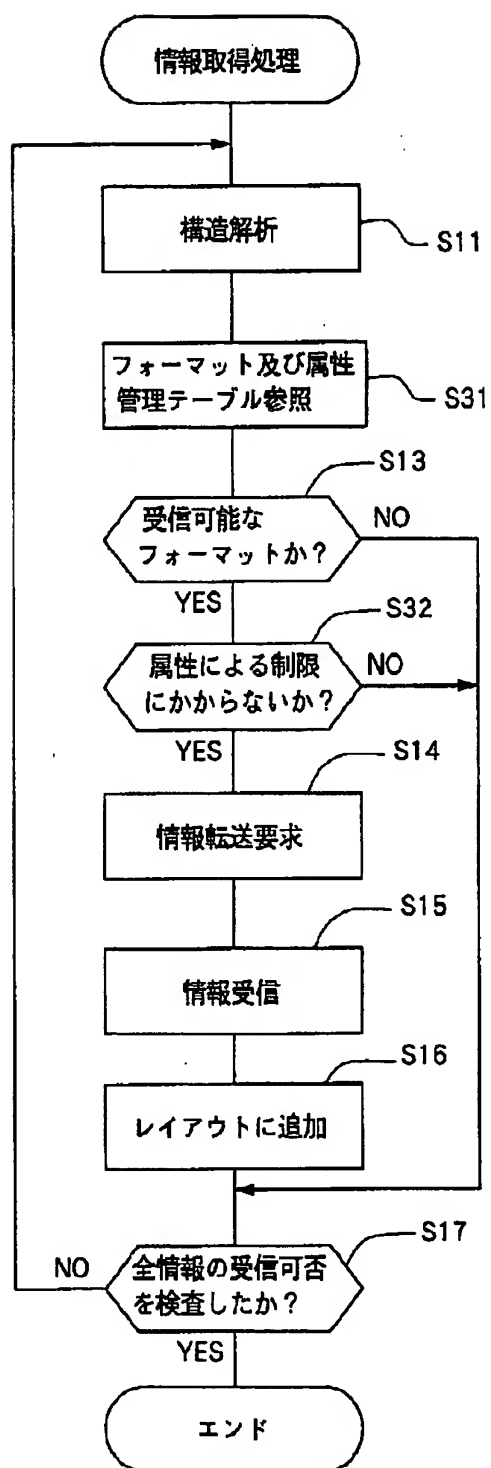 情報取得処理
構造解析
S11
フォーマット及び属性
管理テーブル参照
S31
S13
受信可能な
フォーマットか？
NO
YES
S32
属性による制限
にかからないか？
NO
YES
S14
情報転送要求
S15
情報受信
S16
レイアウトに追加
S17
全情報の受信可否
を検査したか？
NO
YES
エンド